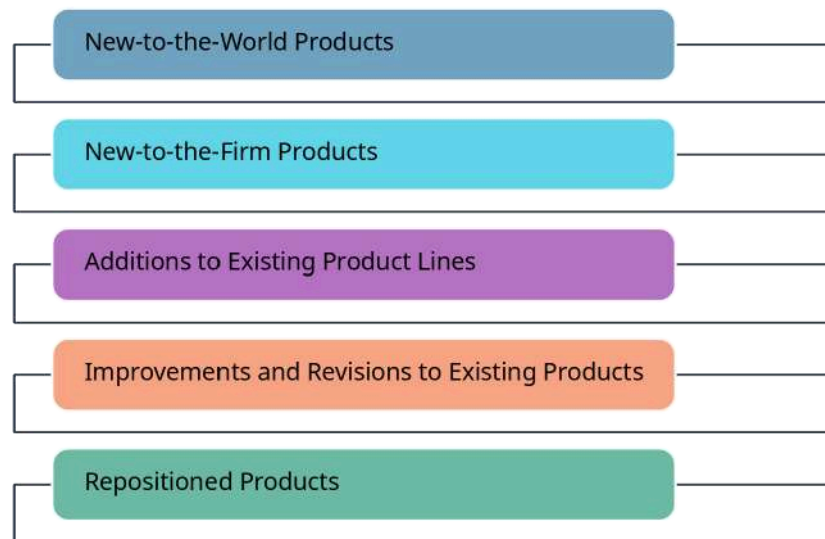 New-to-the-World Products
New-to-the-Firm Products
Additions to Existing Product Lines
Improvements and Revisions to Existing Products
Repositioned Products